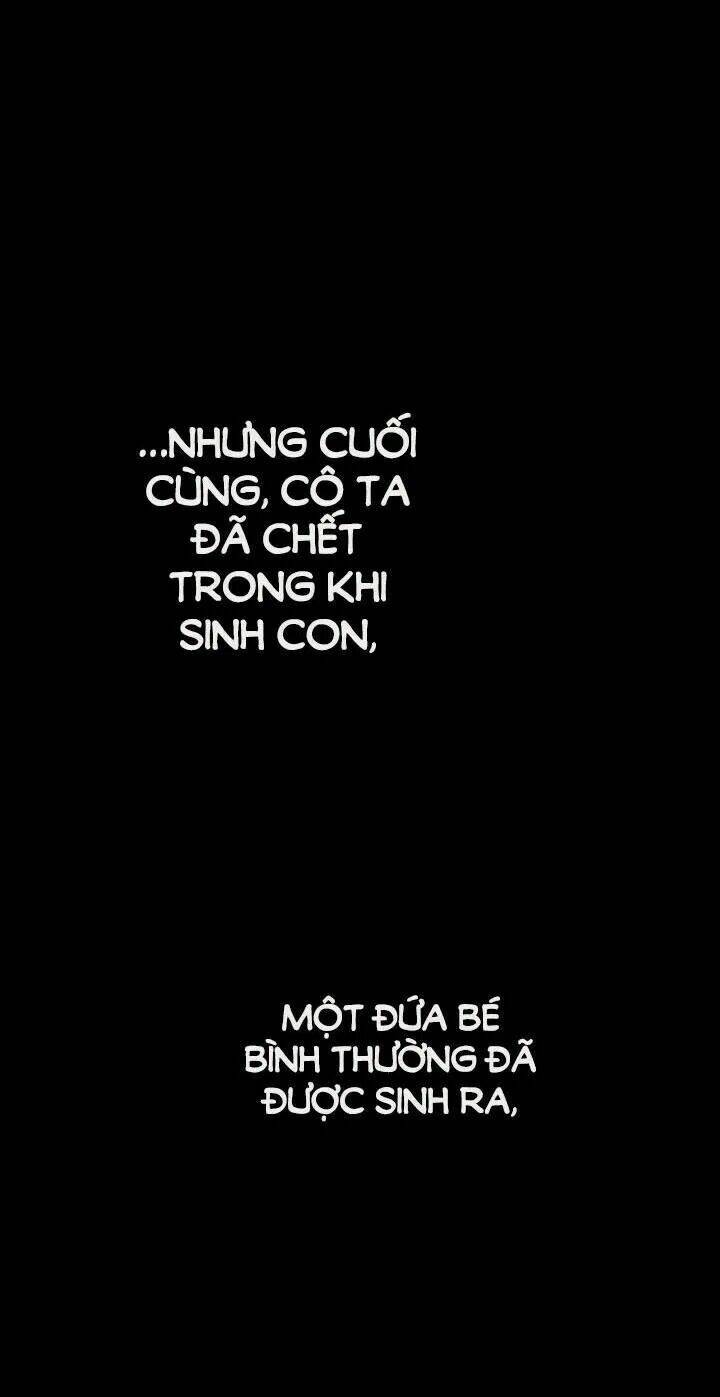 ...NHƯNG CUỐI
CÙNG, CÔ TA
ĐÃ CHẾT
TRONG KHI
SINH CON,
MỘT ĐỨA BÉ
BÌNH THƯỜNG ĐÃ
ĐƯỢC SINH RA,